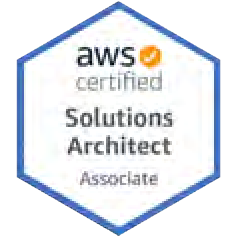 aws
certified
Solutions
Architect
Associate